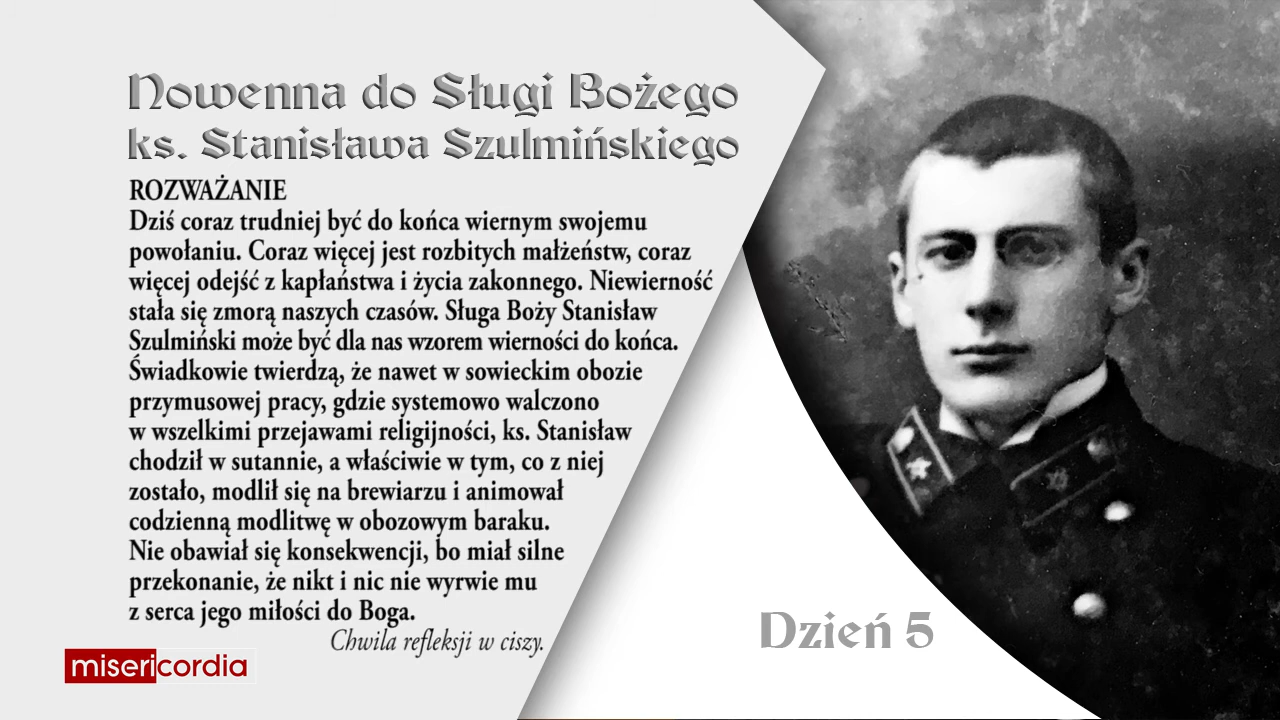 Nowenna do Sługi Bożego
ks. Stanisława Szulmińskiego
ROZWAŻANIE
Dziś coraz trudniej być do końca wiernym swojemu
powołaniu. Coraz więcej jest rozbitych małżeństw, coraz
więcej odejść z kapłaństwa i życia zakonnego. Niewierność
stała się zmorą naszych czasów. Sługa Boży Stanisław
Szulmiński może być dla nas wzorem wierności do końca.
Świadkowie twierdzą, że nawet w sowieckim obozie
przymusowej pracy, gdzie systemowo walczono
w wszelkimi przejawami religijności, ks. Stanisław
chodził w sutannie, a właściwie w tym, co z niej
zostało, modlił się na brewiarzu i animował
codzienną modlitwę w obozowym baraku.
Nie obawiał się konsekwencji, bo miał silne
przekonanie, że nikt i nic nie wyrwie mu
z serca jego miłości do Boga.
Chwila refleksji w ciszy.
Dzień 5
misericordia